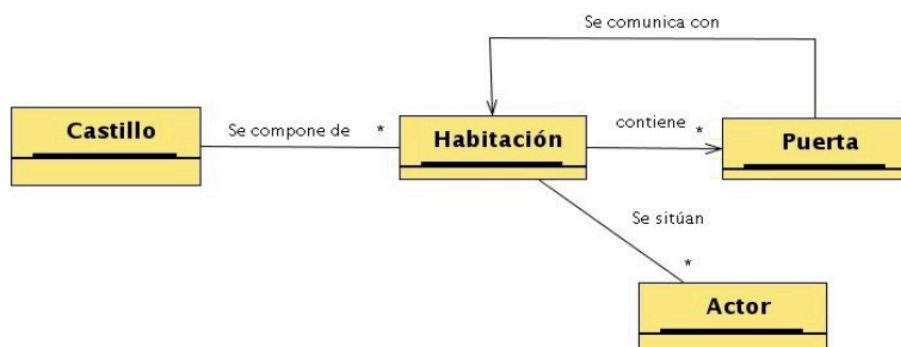 Se comunica con
Castillo
Se compone de
*
Habitación
contiene
*
Puerta
Se sitúan
*
Actor